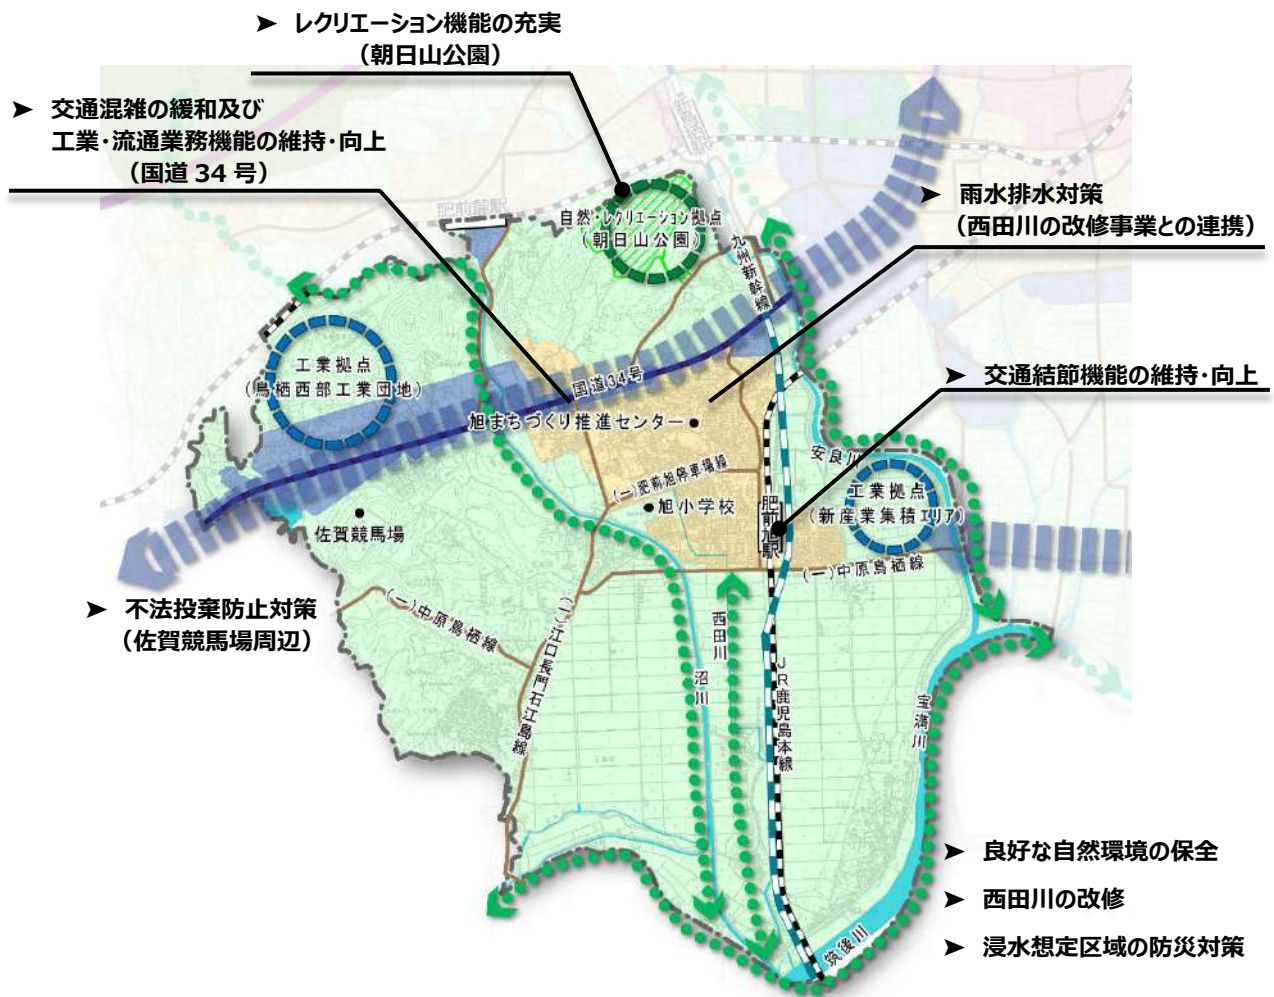 ➤ レクリエーション機能の充実
（朝日山公園）
➤ 交通混雑の緩和及び
工業・流通業務機能の維持・向上
（国道 34 号）
新鳥栖駅
➤ 雨水排水対策
（西田川の改修事業との連携）
肥前麓駅
自然・レクリエーション拠点
（朝日山公園）
九州新幹線
工業拠点
（鳥栖西部工業団地）
国道34号
➤ 交通結節機能の維持・向上
旭まちづくり推進センター
安良川
(一)肥前旭停車場線
工業拠点
（新産業集積エリア）
旭小学校
肥前旭駅
佐賀競馬場
(一)中原鳥栖線
➤ 不法投棄防止対策
（佐賀競馬場周辺）
(一)中原鳥栖線
(一)江口長門石江島線
西田川
沼川
JR鹿児島本線
宝満川
➤ 良好な自然環境の保全
➤ 西田川の改修
➤ 浸水想定区域の防災対策
筑後川